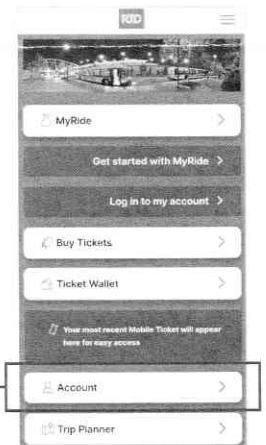 RTD
MyRide
Get started with MyRide
Log in to my account
Buy Tickets
Ticket Wallet
Your most recent Mobile Ticket will appear
here for easy access
Account
Trip Planner